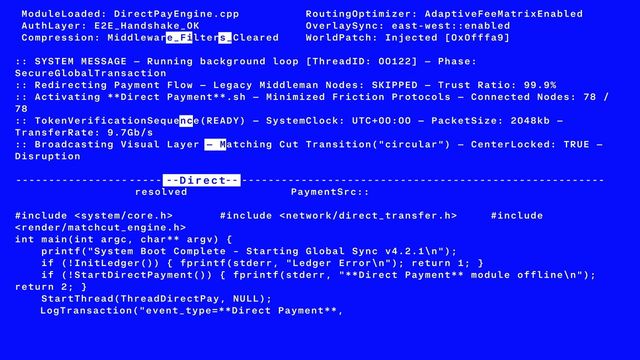 ModuleLoaded: DirectPayEngine.cpp RoutingOptimizer: AdaptiveFeeMatrixEnabled
AuthLayer: E2E_Handshake_OK OverlaySync: east-west::enabled
Compression: Middleware_Filters_Cleared WorldPatch: Injected [0x0fffa9]
:: SYSTEM MESSAGE — Running background loop [ThreadID: 00122] — Phase:
SecureGlobalTransaction
:: Redirecting Payment Flow — Legacy Middleman Nodes: SKIPPED — Trust Ratio: 99.9%
:: Activating **Direct Payment**.sh — Minimized Friction Protocols — Connected Nodes: 78 /
78
:: TokenVerificationSequence(READY) — SystemClock: UTC+00:00 — PacketSize: 2048kb —
TransferRate: 9.7Gb/s
:: Broadcasting Visual Layer — Matching Cut Transition("circular") — CenterLocked: TRUE —
Disruption
--Direct--
resolved PaymentSrc::
#include <system/core.h> #include <network/direct_transfer.h> #include
<render/matchcut_engine.h>
int main(int argc, char** argv) {
printf("System Boot Complete - Starting Global Sync v4.2.1\n");
if (!InitLedger()) { fprintf(stderr, "Ledger Error\n"); return 1; }
if (!StartDirectPayment()) { fprintf(stderr, "**Direct Payment** module offline\n");
return 2; }
StartThread(ThreadDirectPay, NULL);
LogTransaction("event_type=**Direct Payment**,